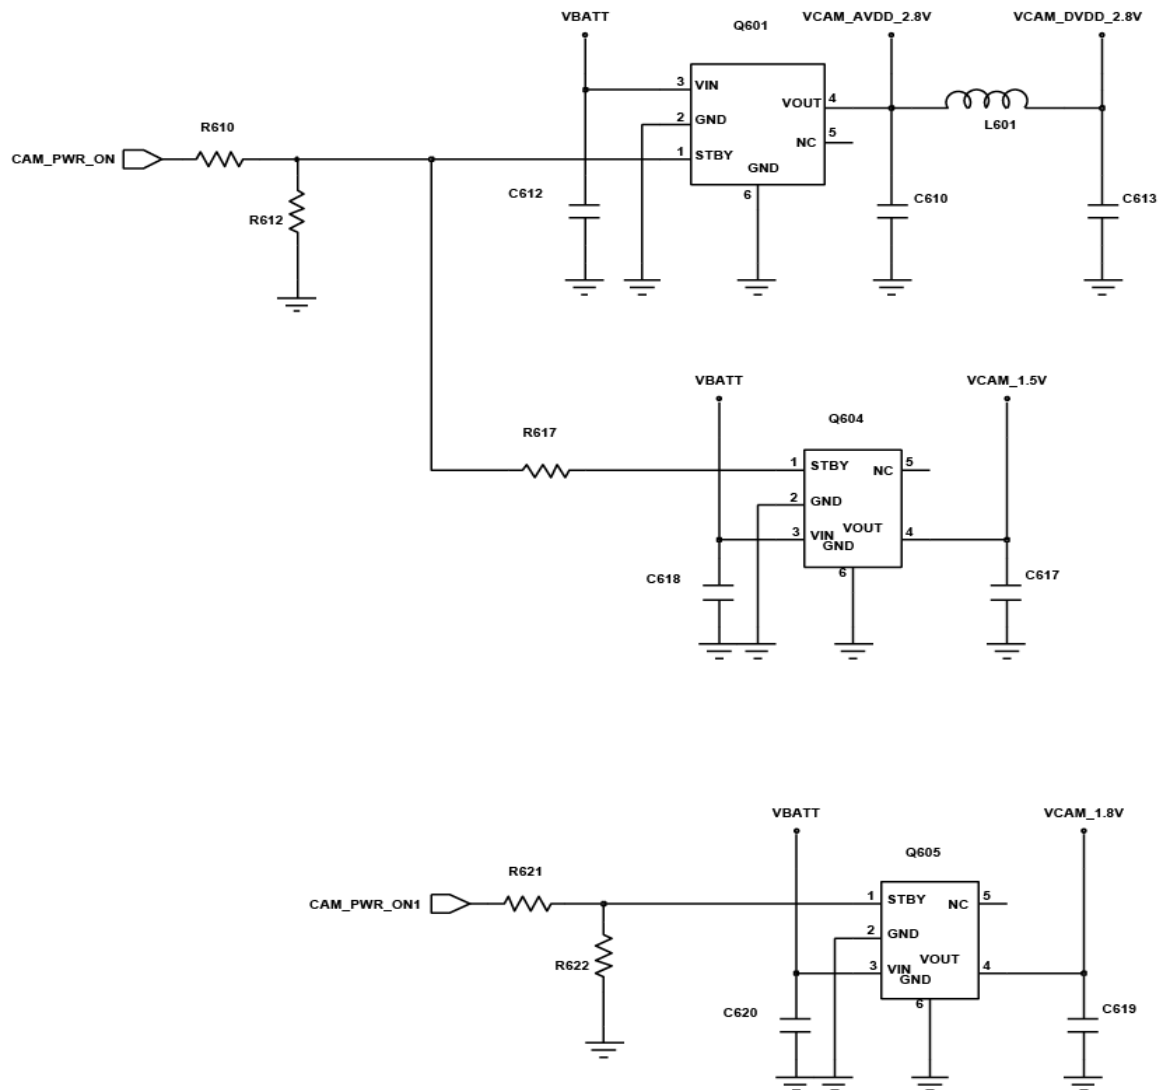 VBATT
Q601
VCAM_AVDD_2.8V
VCAM_DVDD_2.8V
3 VIN
VOUT 4
2 GND
L601
R610
NC 5
CAM_PWR_ON
1 STBY
GND
6
C612
C610
C613
R612
VBATT
VCAM_1.5V
Q604
R617
1 STBY
NC 5
2 GND
3 VIN
VOUT 4
GND
6
C618
C617
VBATT
VCAM_1.8V
Q605
R621
CAM_PWR_ON1
1 STBY
NC 5
2 GND
R622
VOUT 4
3 VIN
GND
6
C620
C619